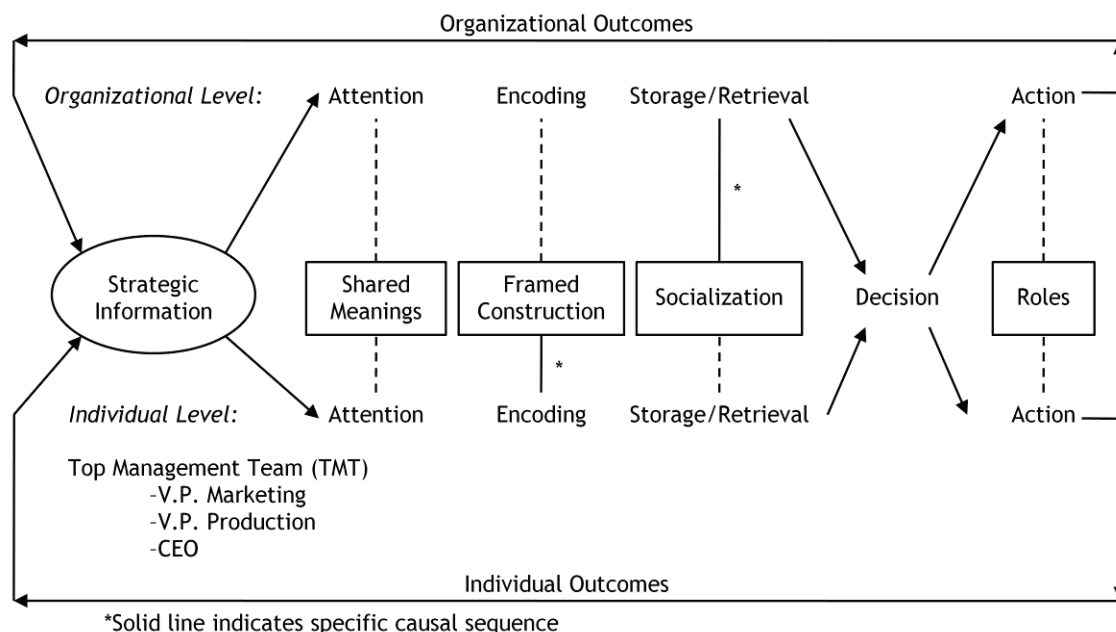 Organizational Outcomes
Organizational Level: Attention Encoding Storage/Retrieval Action
*
Strategic
Information
Shared
Meanings
Framed
Construction
Socialization
Decision
Roles
*
Individual Level: Attention Encoding Storage/Retrieval Action
Top Management Team (TMT)
-V.P. Marketing
-V.P. Production
-CEO
Individual Outcomes
*Solid line indicates specific causal sequence